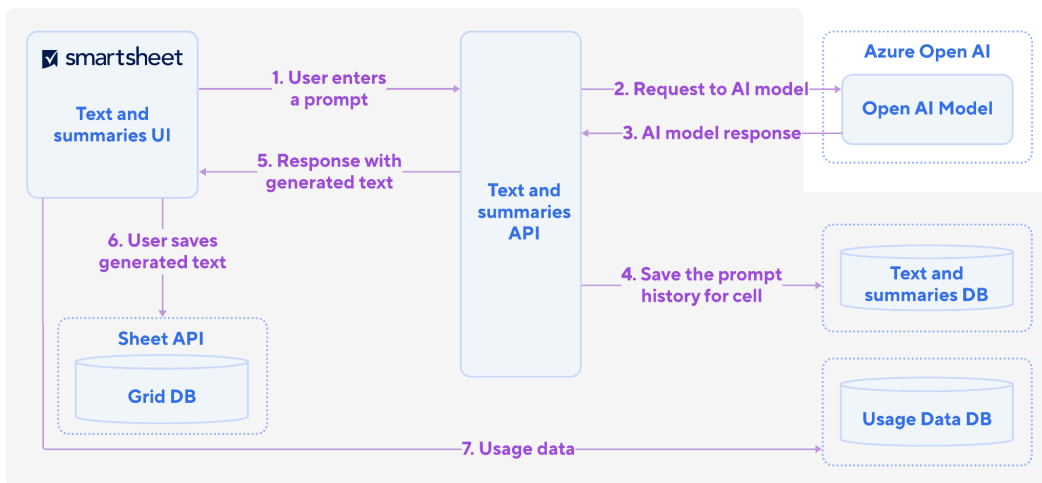 smartsheet
Text and
summaries UI
1. User enters
a prompt
2. Request to AI model
Azure Open AI
Open AI Model
3. AI model response
5. Response with
generated text
Text and
summaries
API
6. User saves
generated text
4. Save the prompt
history for cell
Text and
summaries DB
Sheet API
Grid DB
Usage Data DB
7. Usage data